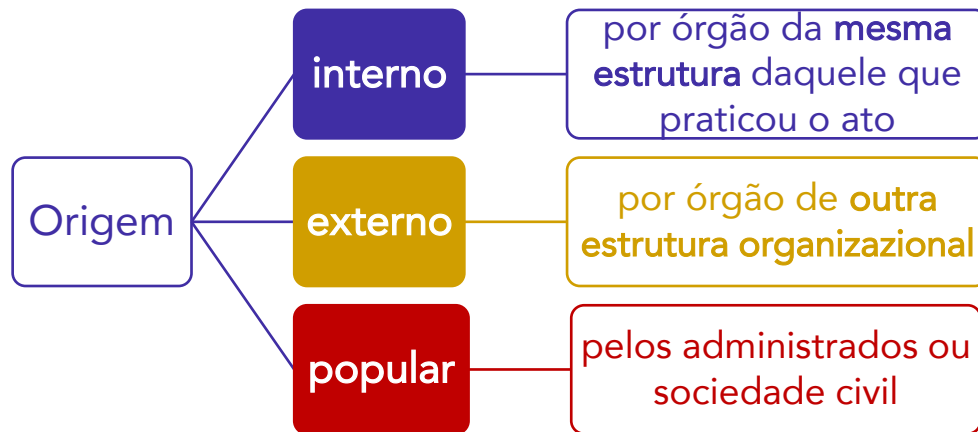 Origem
interno
por órgão da mesma
estrutura daquele que
praticou o ato
externo
por órgão de outra
estrutura organizazional
popular
pelos administrados ou
sociedade civil